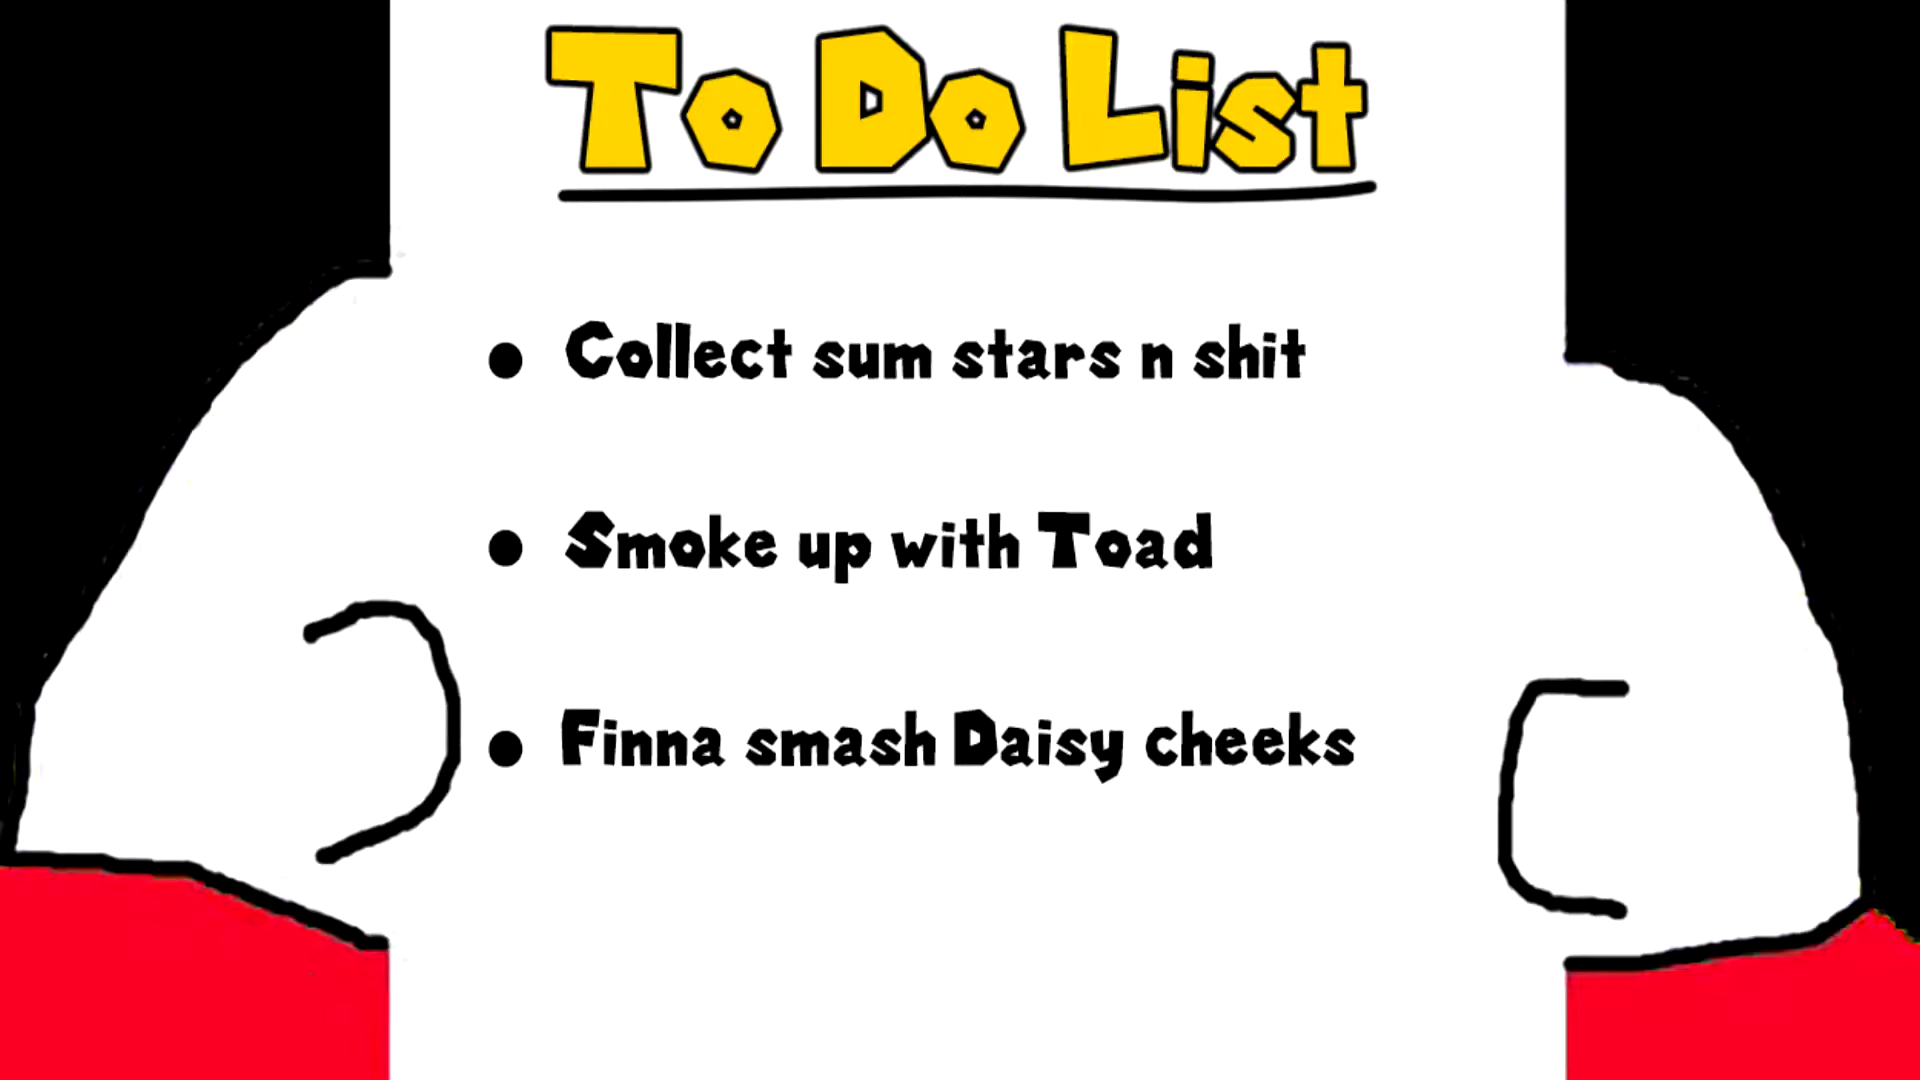 To Do List
• Collect sum stars n shit
• Smoke up with Toad
• Finna smash Daisy cheeks